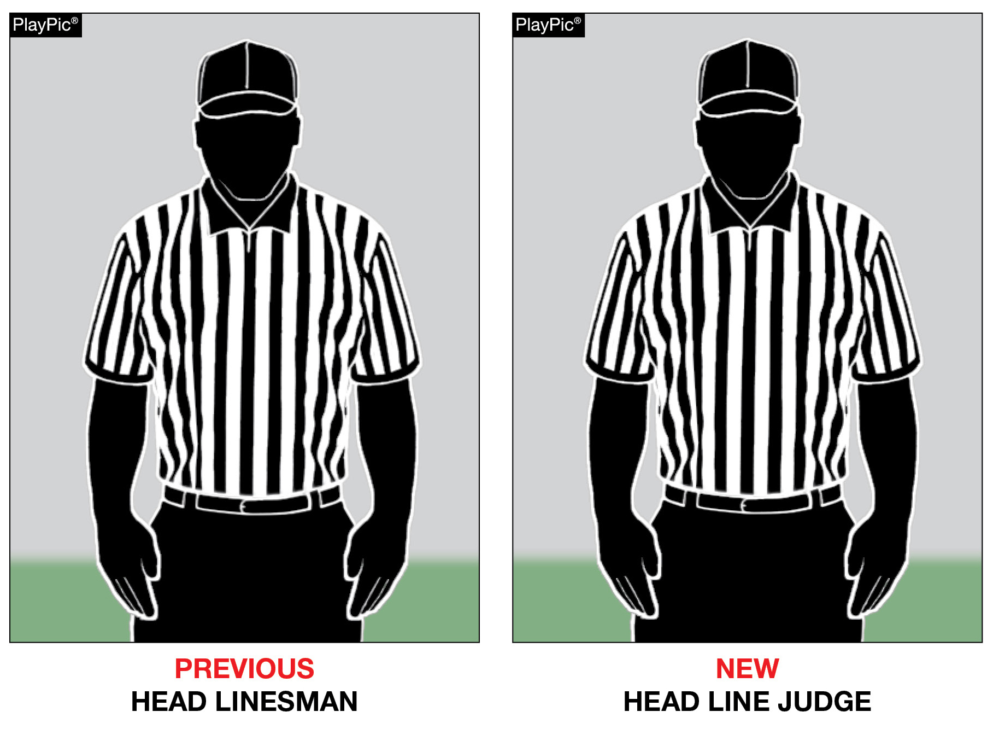 PlayPic®
PREVIOUS
HEAD LINESMAN
PlayPic®
NEW
HEAD LINE JUDGE